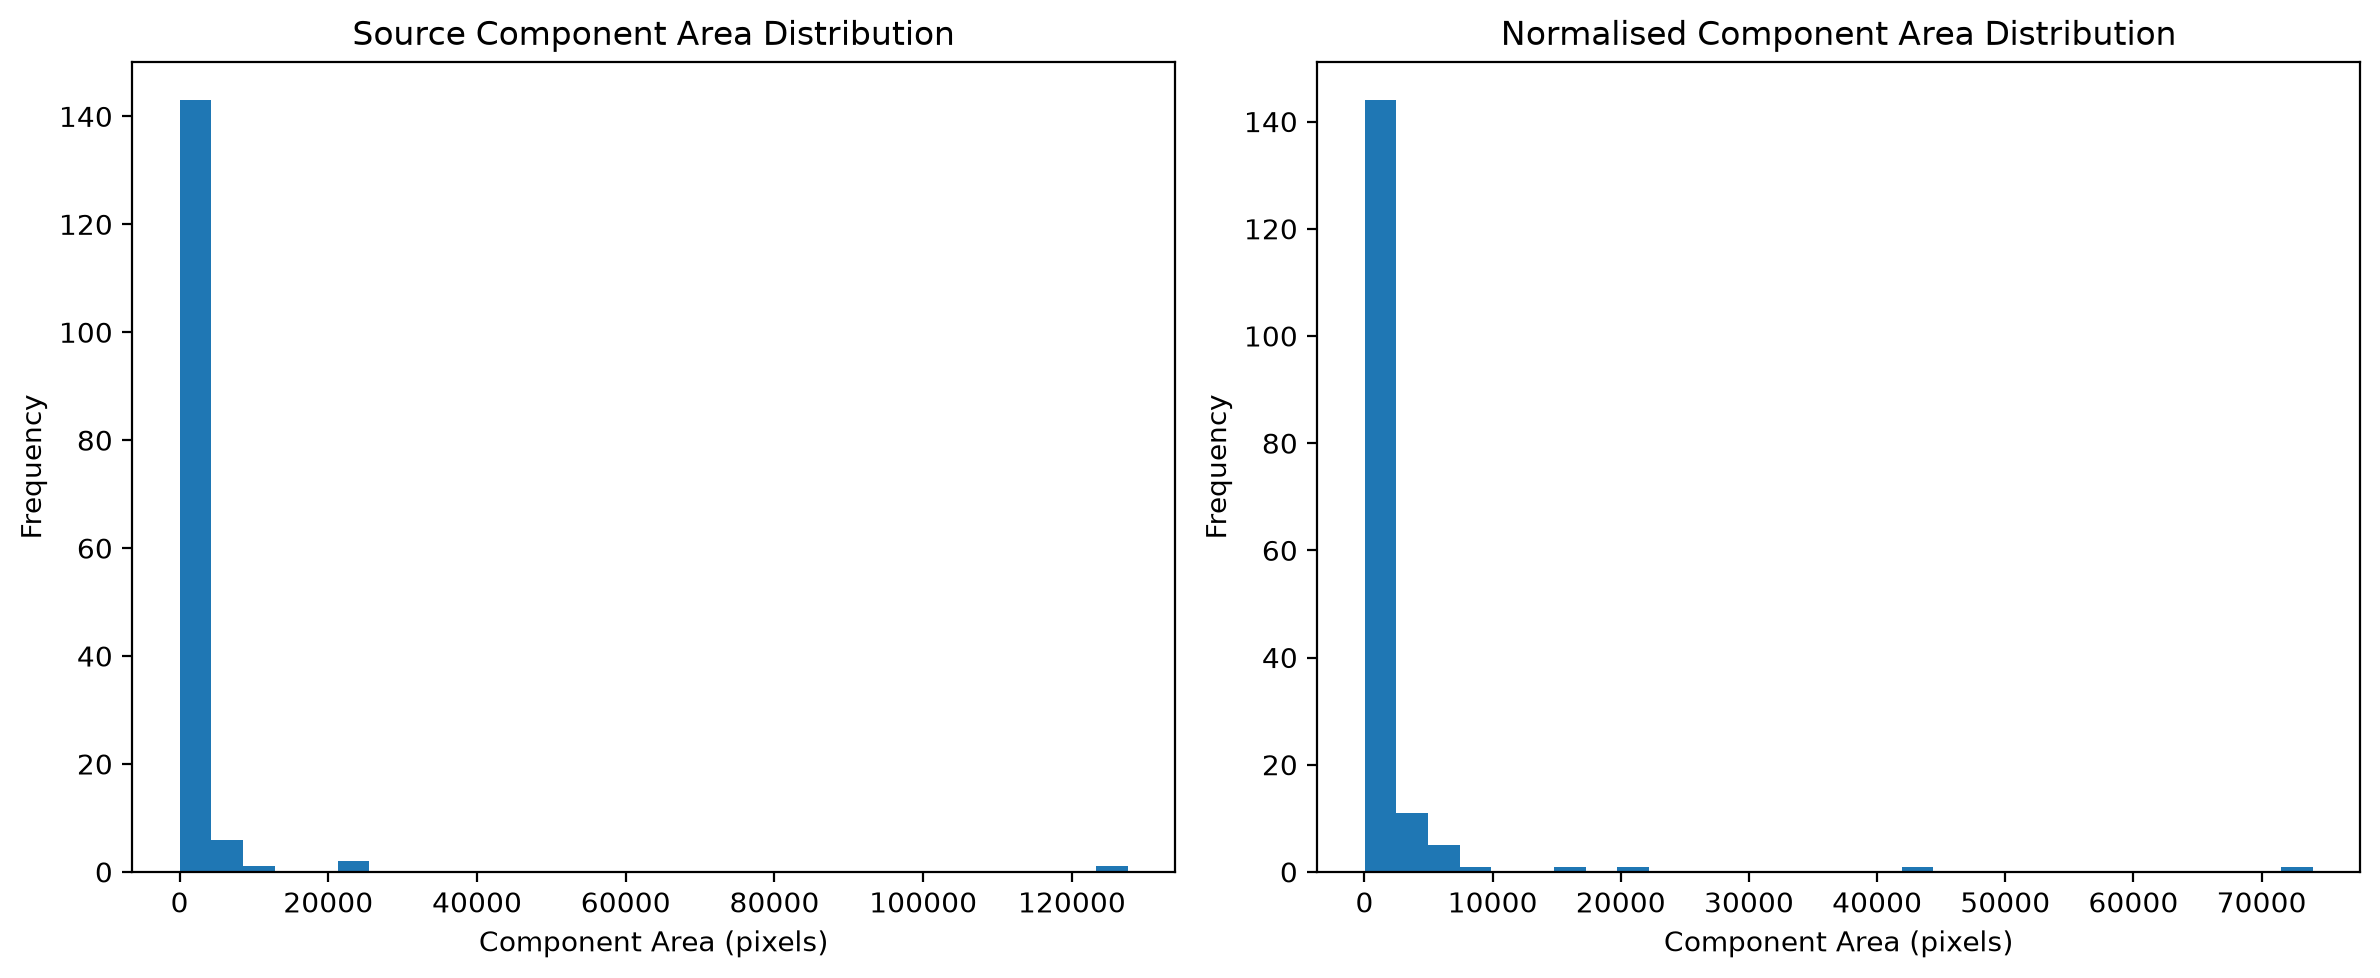 Source Component Area Distribution
Frequency
140
120
100
80
60
40
20
0
0 20000 40000 60000 80000 100000 120000
Component Area (pixels)
Normalised Component Area Distribution
Frequency
140
120
100
80
60
40
20
0
0 10000 20000 30000 40000 50000 60000 70000
Component Area (pixels)